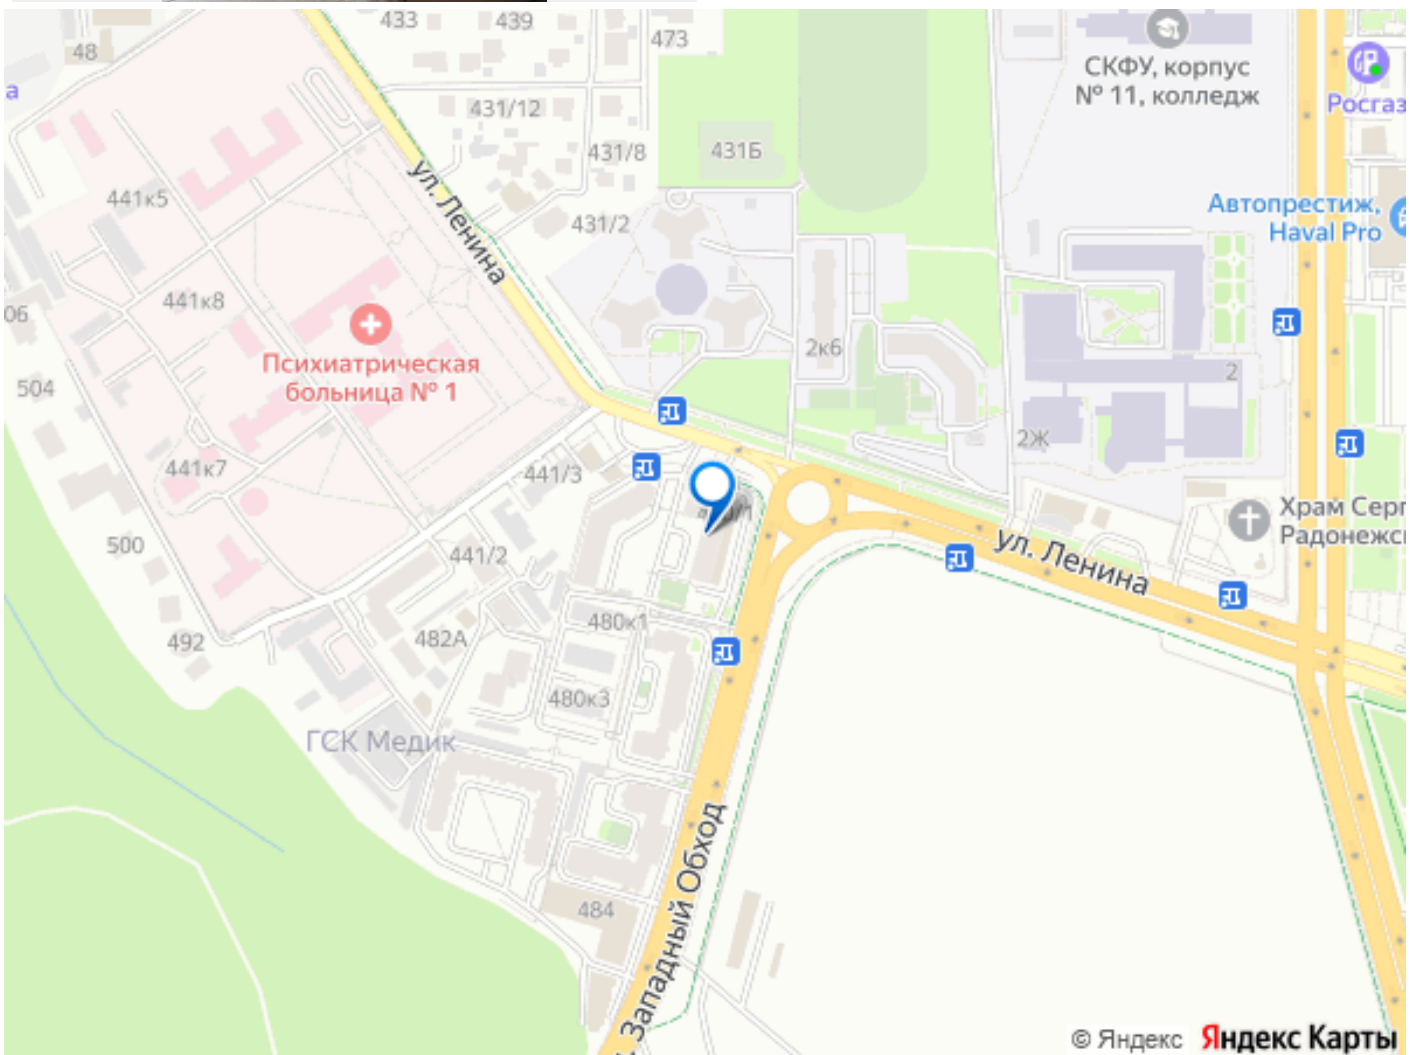 433
439
473
48
а
СКФУ, корпус
№ 11, колледж
Росгаз
431/12
431/8
431Б
441к5
ул. Ленина
431/2
Автопрестиж,
Haval Pro
441к8
06
Психиатрическая
больница № 1
2к6
2
504
2Ж
441к7
441/3
500
441/2
Храм Серг
Радонежск
ул. Ленина
492
482А
480к1
480к3
ГСК Медик
484
. Западный Обход
© Яндекс Яндекс Карты